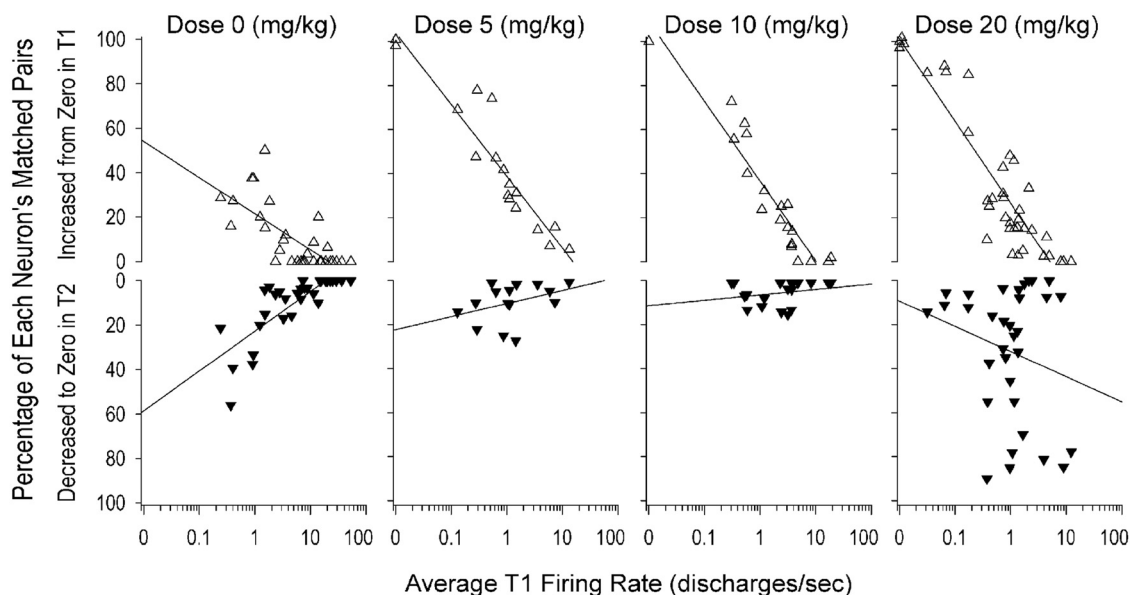 Dose 0 (mg/kg) Dose 5 (mg/kg) Dose 10 (mg/kg) Dose 20 (mg/kg)
Percentage of Each Neuron's Matched Pairs
Increased from Zero in T1
Decreased to Zero in T2
100
80
60
40
20
0
0
20
40
60
80
100
0 0.1 1 10 100 0 0.1 1 10 100 0 0.1 1 10 100 0 0.1 1 10 100
Average T1 Firing Rate (discharges/sec)